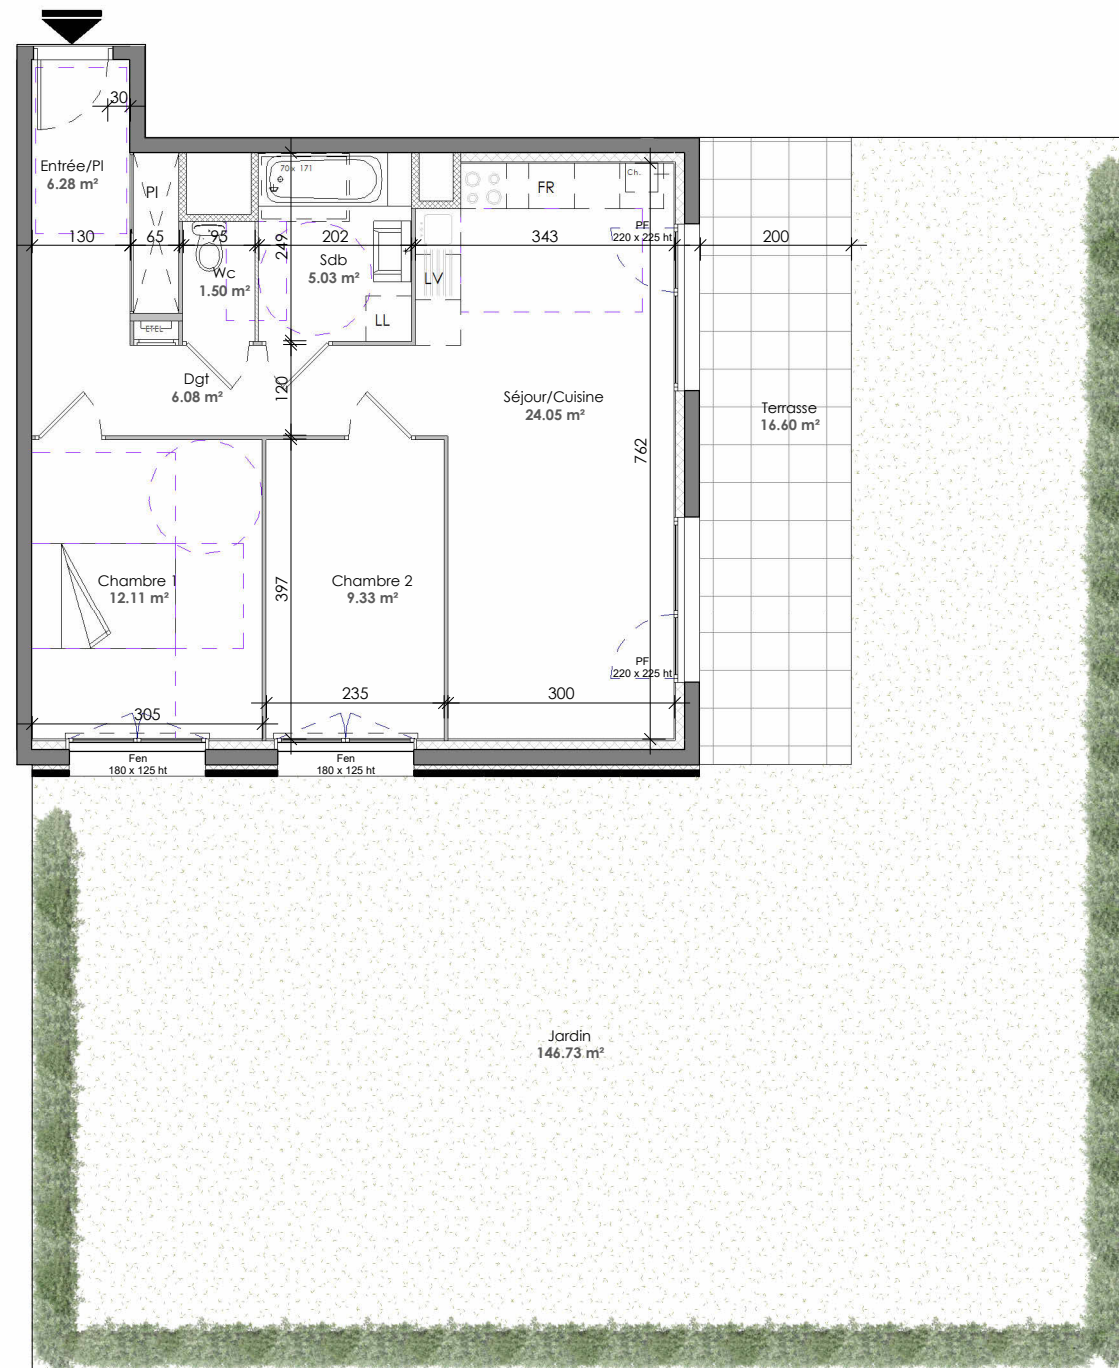 30
Entrée/Pl
6.28 m²
Pl
70 x 171
FR
Ch.
130
65
95
249
202
343
PF
220 x 225 ht
200
Wc
1.50 m²
Sdb
5.03 m²
LV
LL
ETEL
Dgt
6.08 m²
120
Séjour/Cuisine
24.05 m²
762
Terrasse
16.60 m²
Chambre 1
12.11 m²
397
Chambre 2
9.33 m²
PF
220 x 225 ht
305
235
300
Fen
180 x 125 ht
Fen
180 x 125 ht
Jardin
146.73 m²